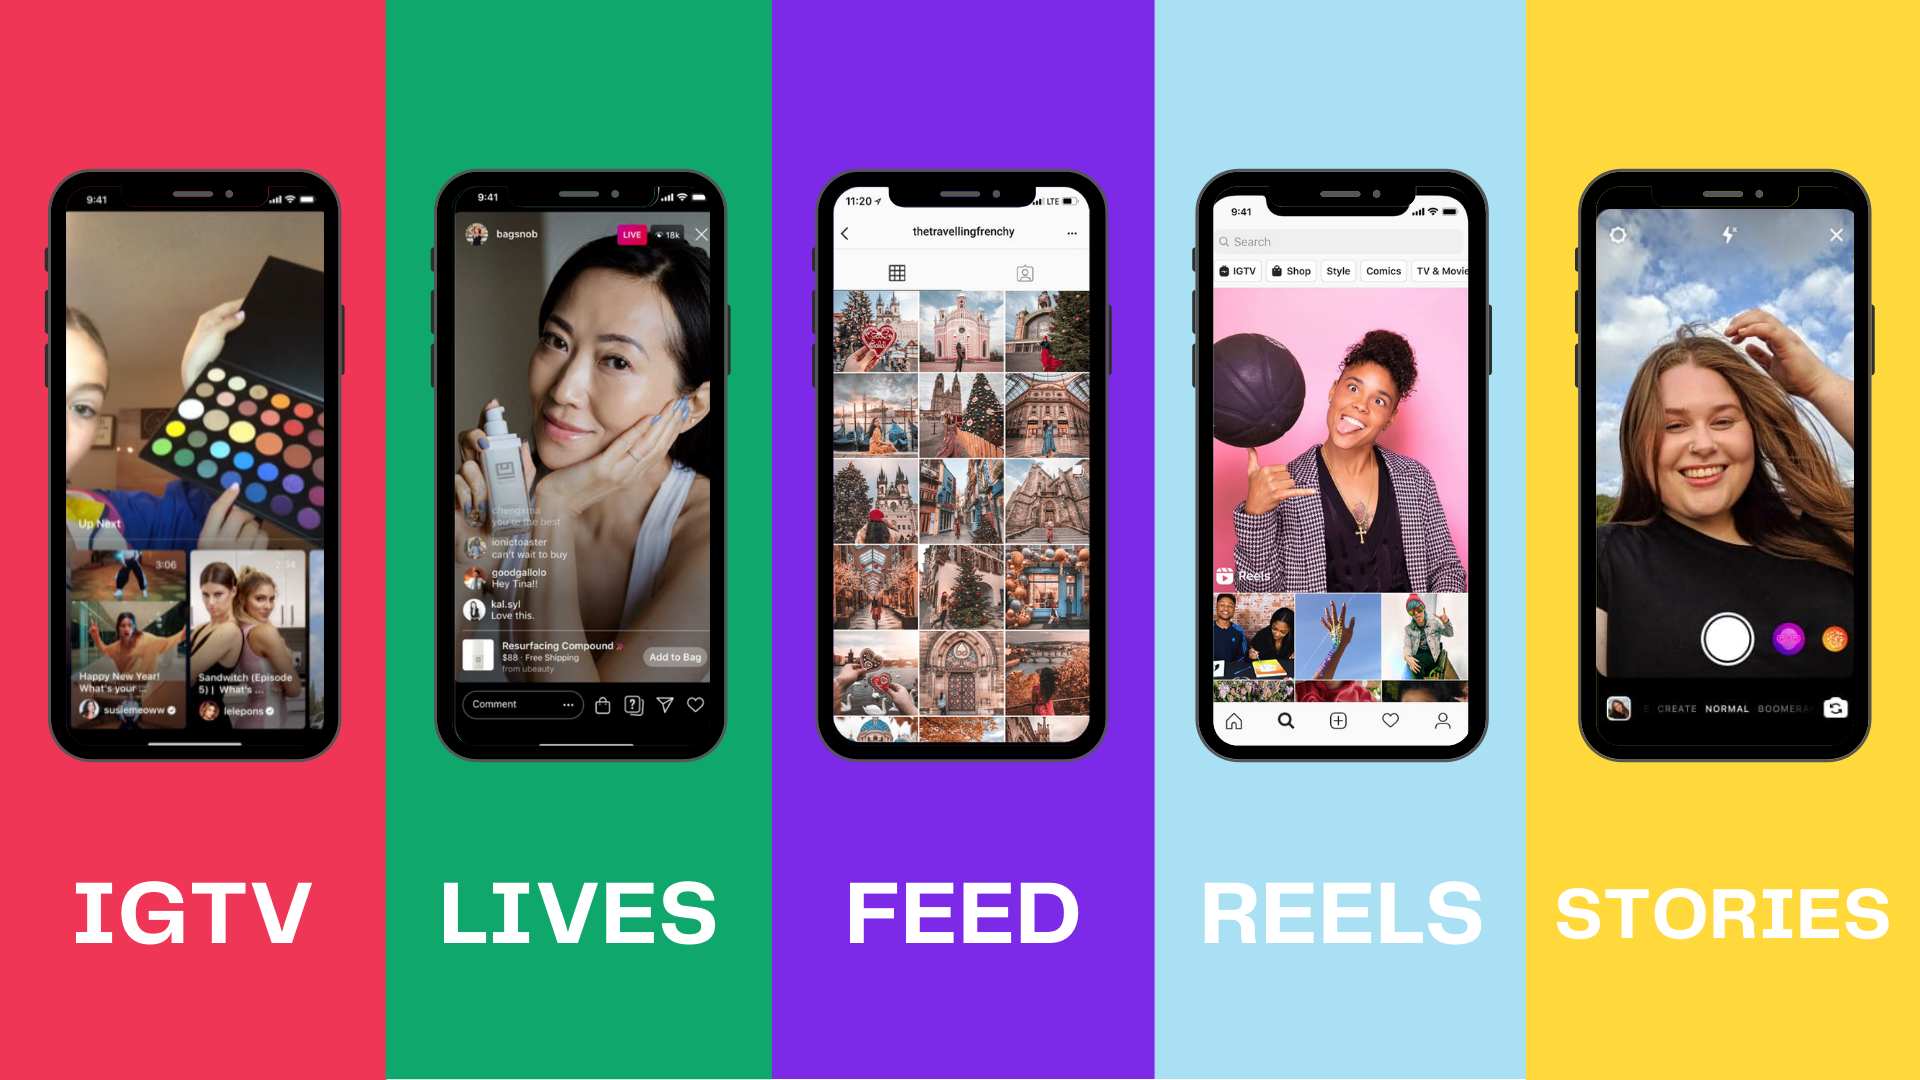 9:41
Up Next
3:06
2:34
Happy New Year!
What's your ...
susiemeoww
Sandwitch (Episode
5) | What's ...
lelepons
IGTV
9:41
bagsnob
LIVE
18k
chengxma
you're the best
ionictoaster
can't wait to buy
goodgallolo
Hey Tina!!
kal.syl
Love this.
Resurfacing Compound
$88 · Free Shipping
from ubeauty
Add to Bag
Comment
LIVES
11:20
LTE
thetravellingfrenchy
FEED
9:41
Search
IGTV
Shop
Style
Comics
TV & Movie
Reels
REELS
E CREATE NORMAL BOOMERA
STORIES